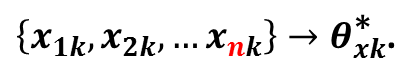 {x₁ₖ, x₂ₖ, … xₙₖ} → θ*ₓₖ.